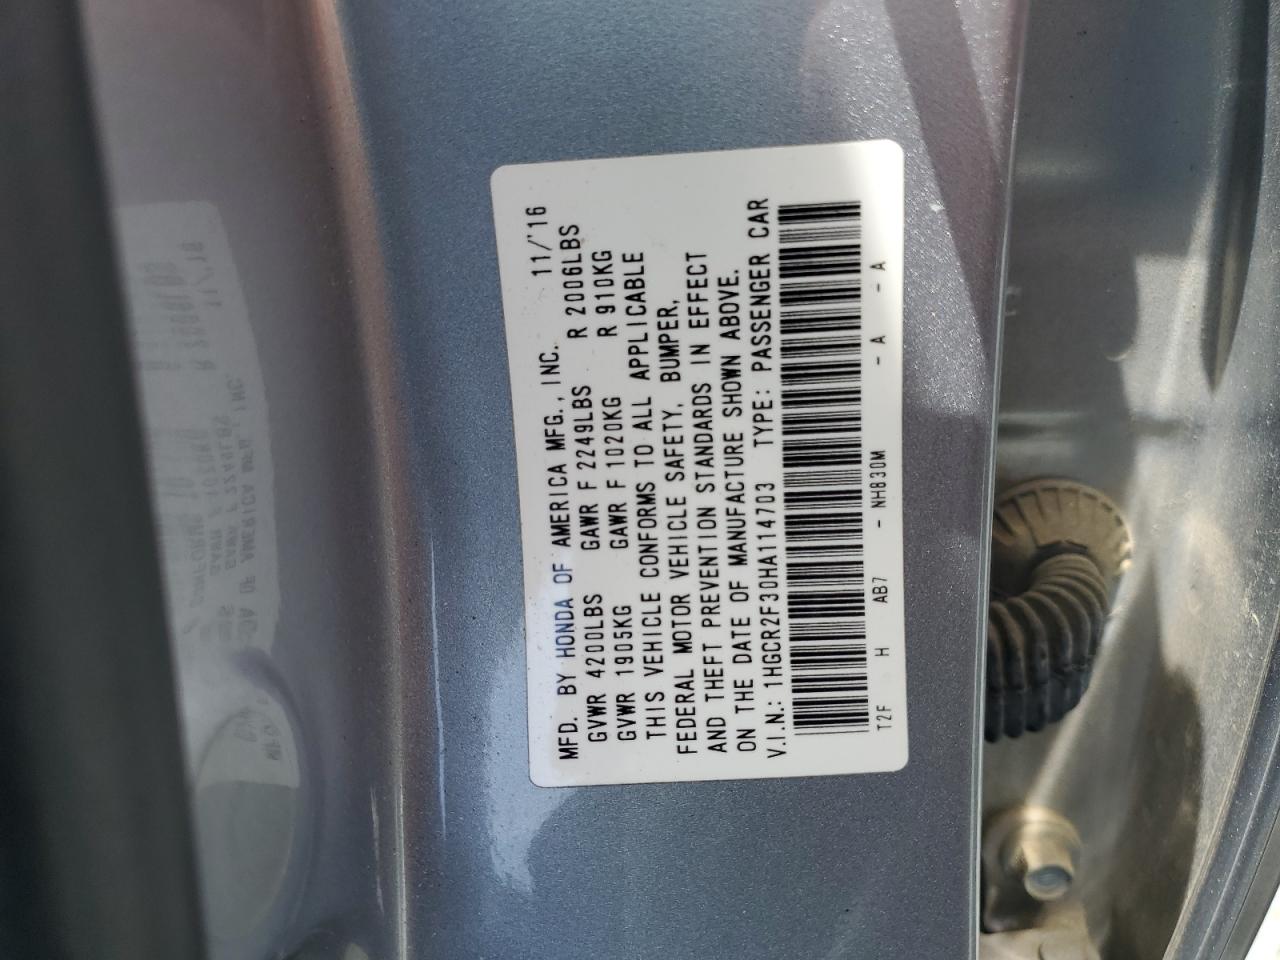 MFD. BY HONDA OF AMERICA MFG., INC. 11/'16
GVWR 4200LBS GAWR F 2249LBS R 2006LBS
GVWR 1905KG GAWR F 1020KG R 910KG
THIS VEHICLE CONFORMS TO ALL APPLICABLE
FEDERAL MOTOR VEHICLE SAFETY, BUMPER,
AND THEFT PREVENTION STANDARDS IN EFFECT
ON THE DATE OF MANUFACTURE SHOWN ABOVE.
V.I.N.: 1HGCR2F30HA114703 TYPE: PASSENGER CAR
T2F H AB7 - NH830M - A - A